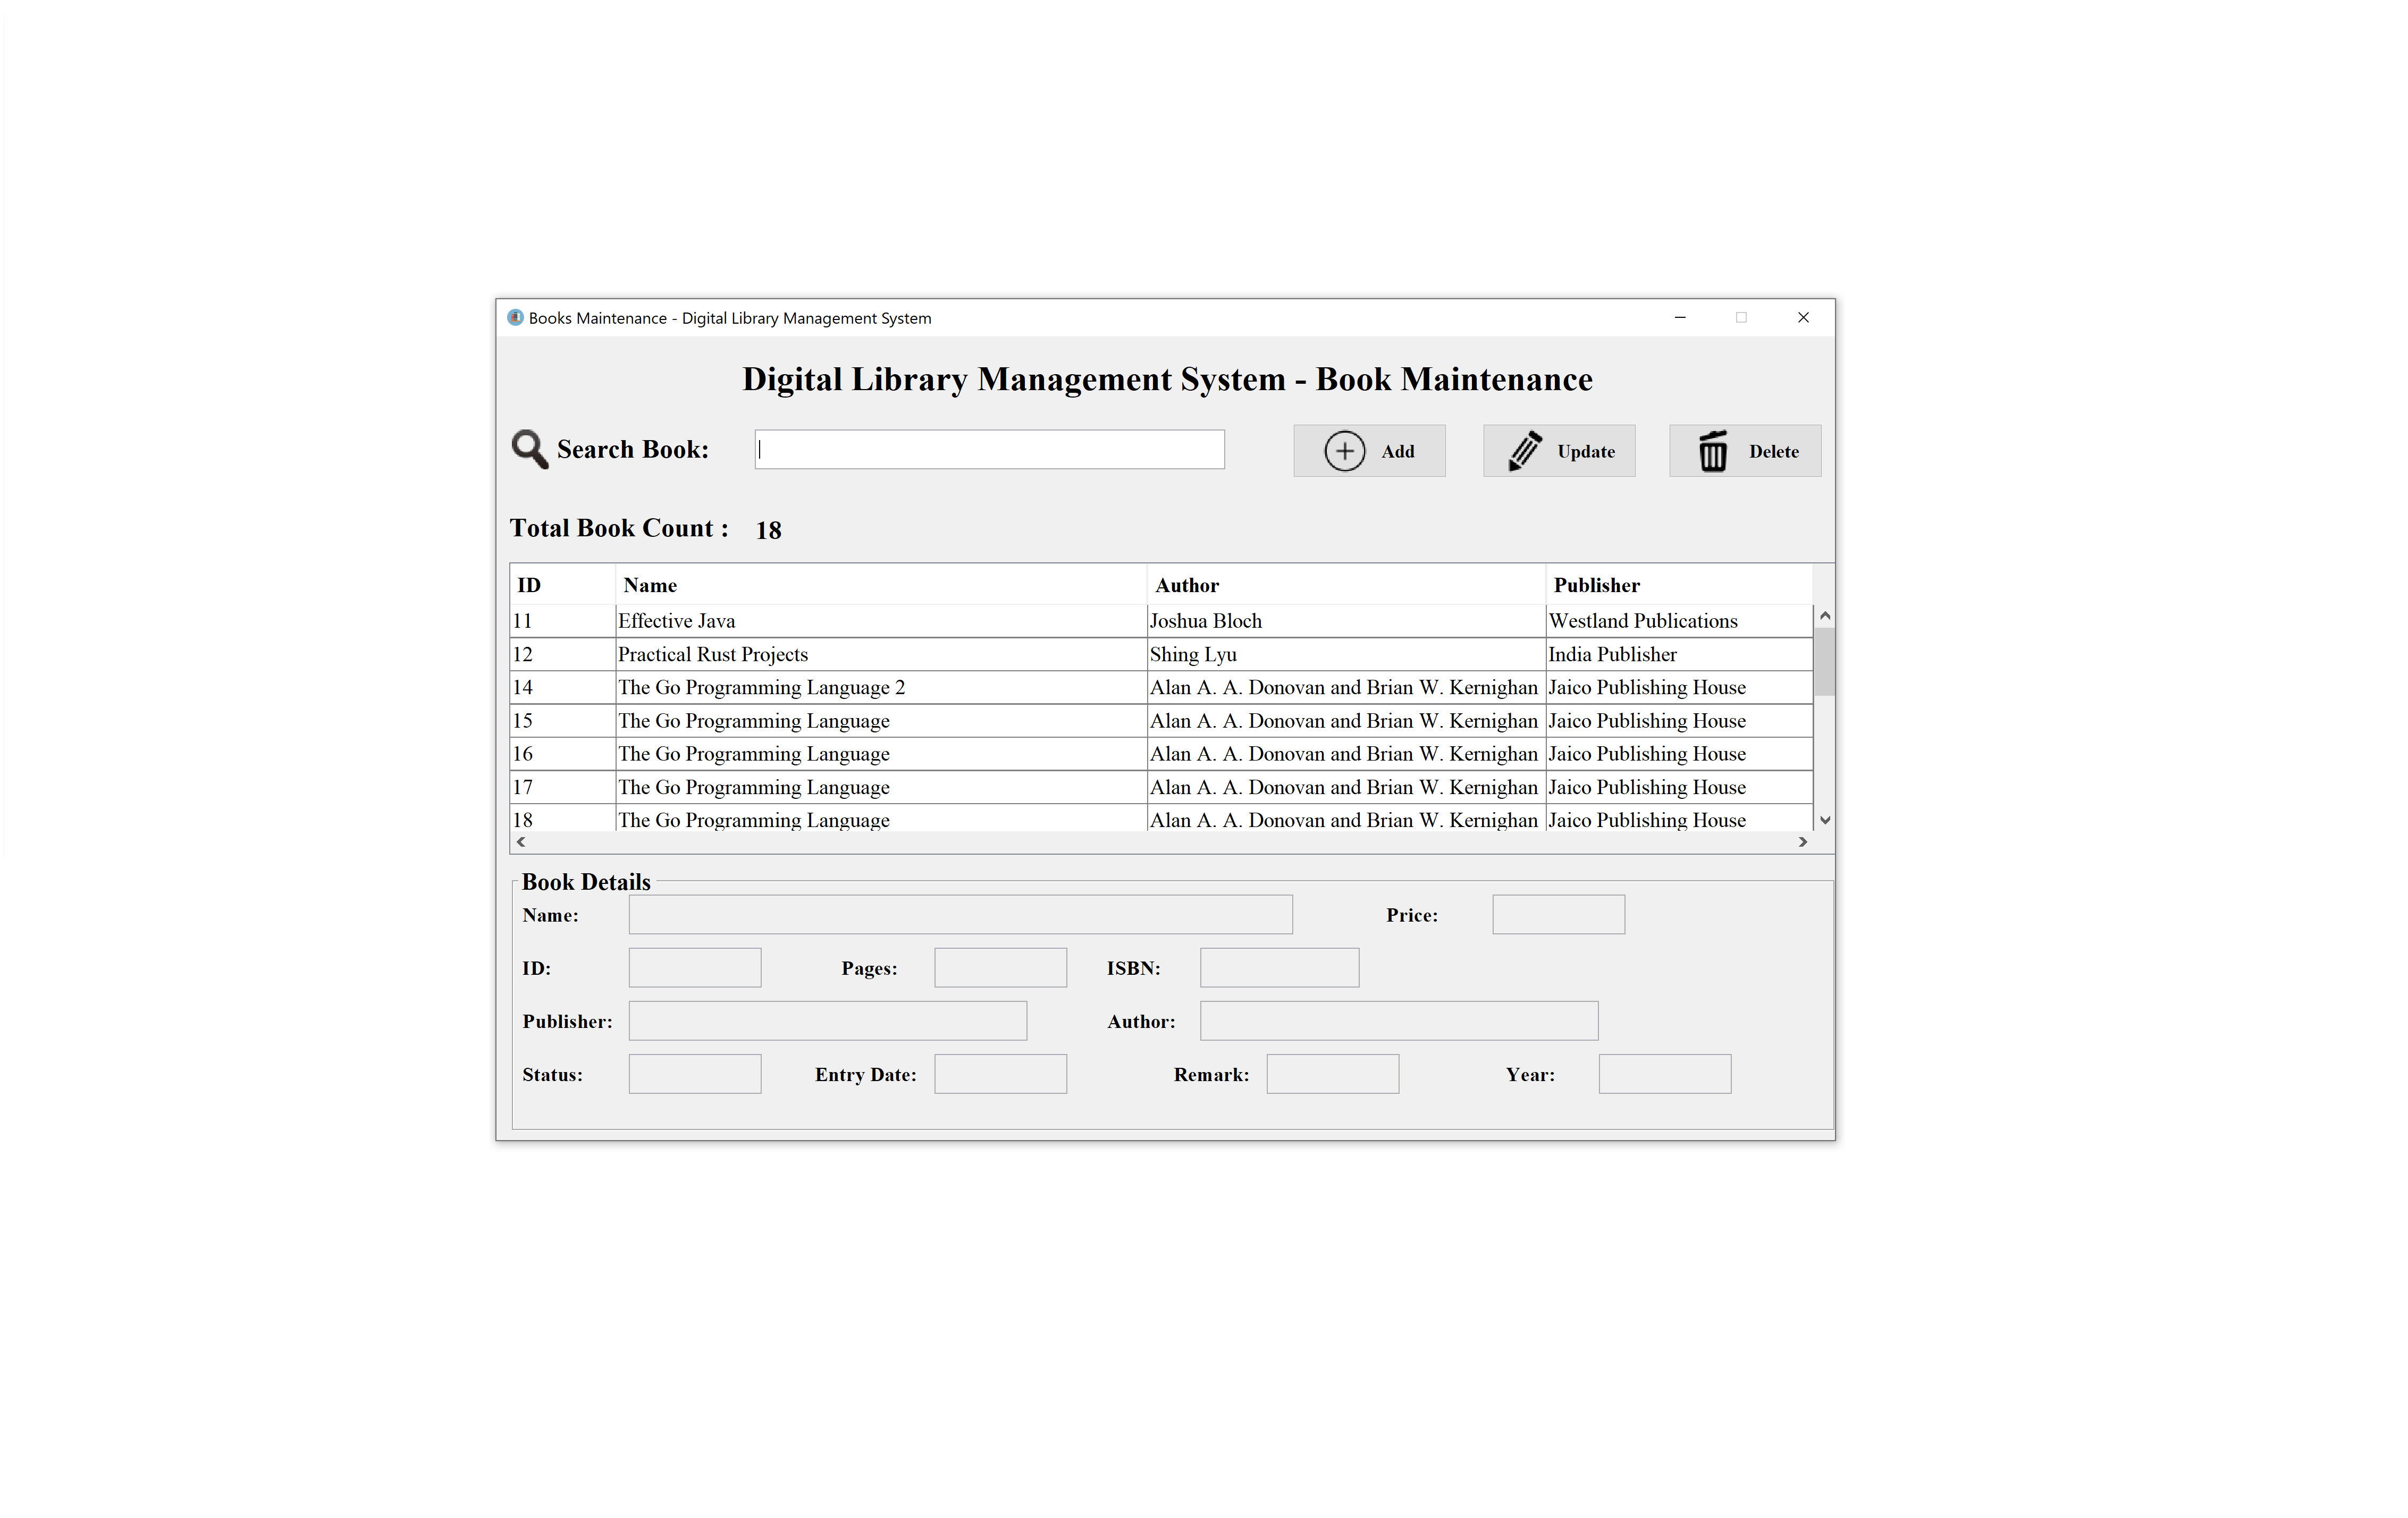 Books Maintenance - Digital Library Management System
Digital Library Management System - Book Maintenance
Search Book: Add Update Delete
Total Book Count : 18
ID Name Author Publisher
11 Effective Java Joshua Bloch Westland Publications
12 Practical Rust Projects Shing Lyu India Publisher
14 The Go Programming Language 2 Alan A. A. Donovan and Brian W. Kernighan Jaico Publishing House
15 The Go Programming Language Alan A. A. Donovan and Brian W. Kernighan Jaico Publishing House
16 The Go Programming Language Alan A. A. Donovan and Brian W. Kernighan Jaico Publishing House
17 The Go Programming Language Alan A. A. Donovan and Brian W. Kernighan Jaico Publishing House
18 The Go Programming Language Alan A. A. Donovan and Brian W. Kernighan Jaico Publishing House
Book Details
Name: Price:
ID: Pages: ISBN:
Publisher: Author:
Status: Entry Date: Remark: Year: